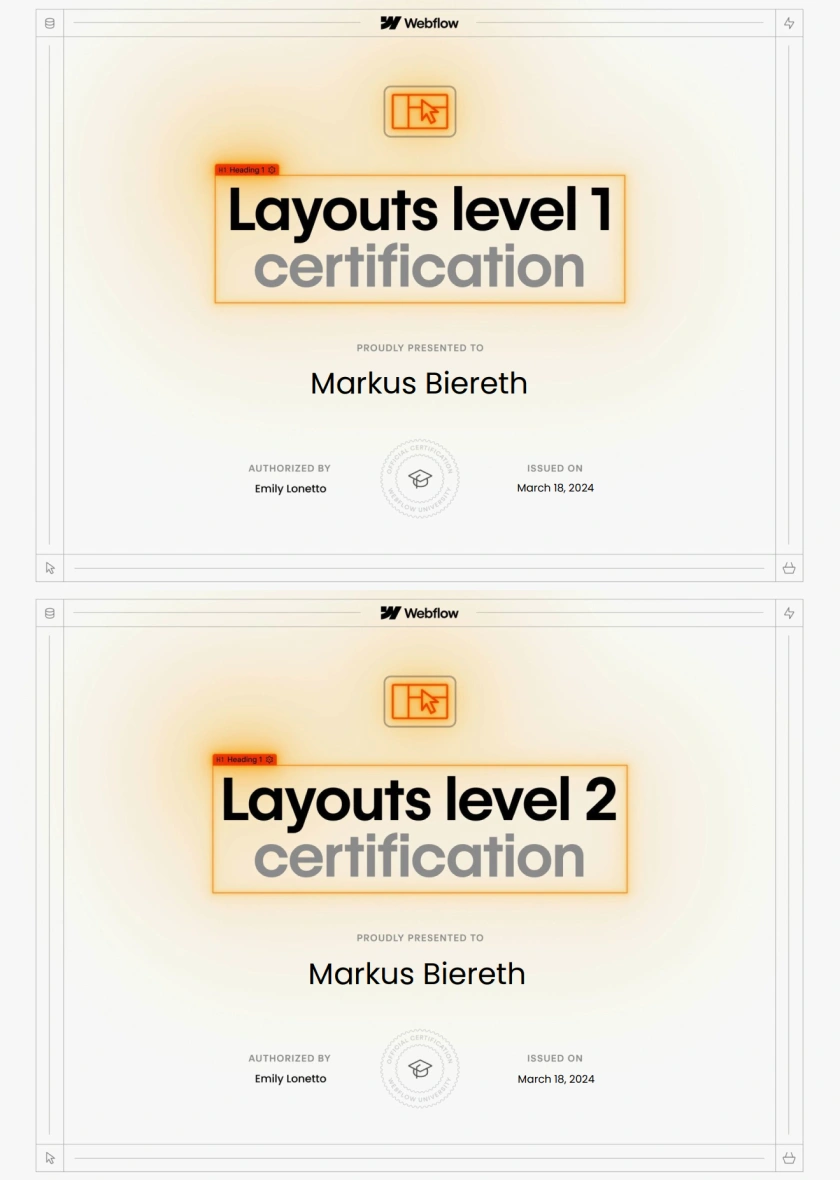 Webflow
H1 Heading 1
Layouts level 1
certification
PROUDLY PRESENTED TO
Markus Biereth
AUTHORIZED BY
Emily Lonetto
OFFICIAL CERTIFICATION
WEBFLOW UNIVERSITY
ISSUED ON
March 18, 2024
Webflow
H1 Heading 1
Layouts level 2
certification
PROUDLY PRESENTED TO
Markus Biereth
AUTHORIZED BY
Emily Lonetto
OFFICIAL CERTIFICATION
WEBFLOW UNIVERSITY
ISSUED ON
March 18, 2024